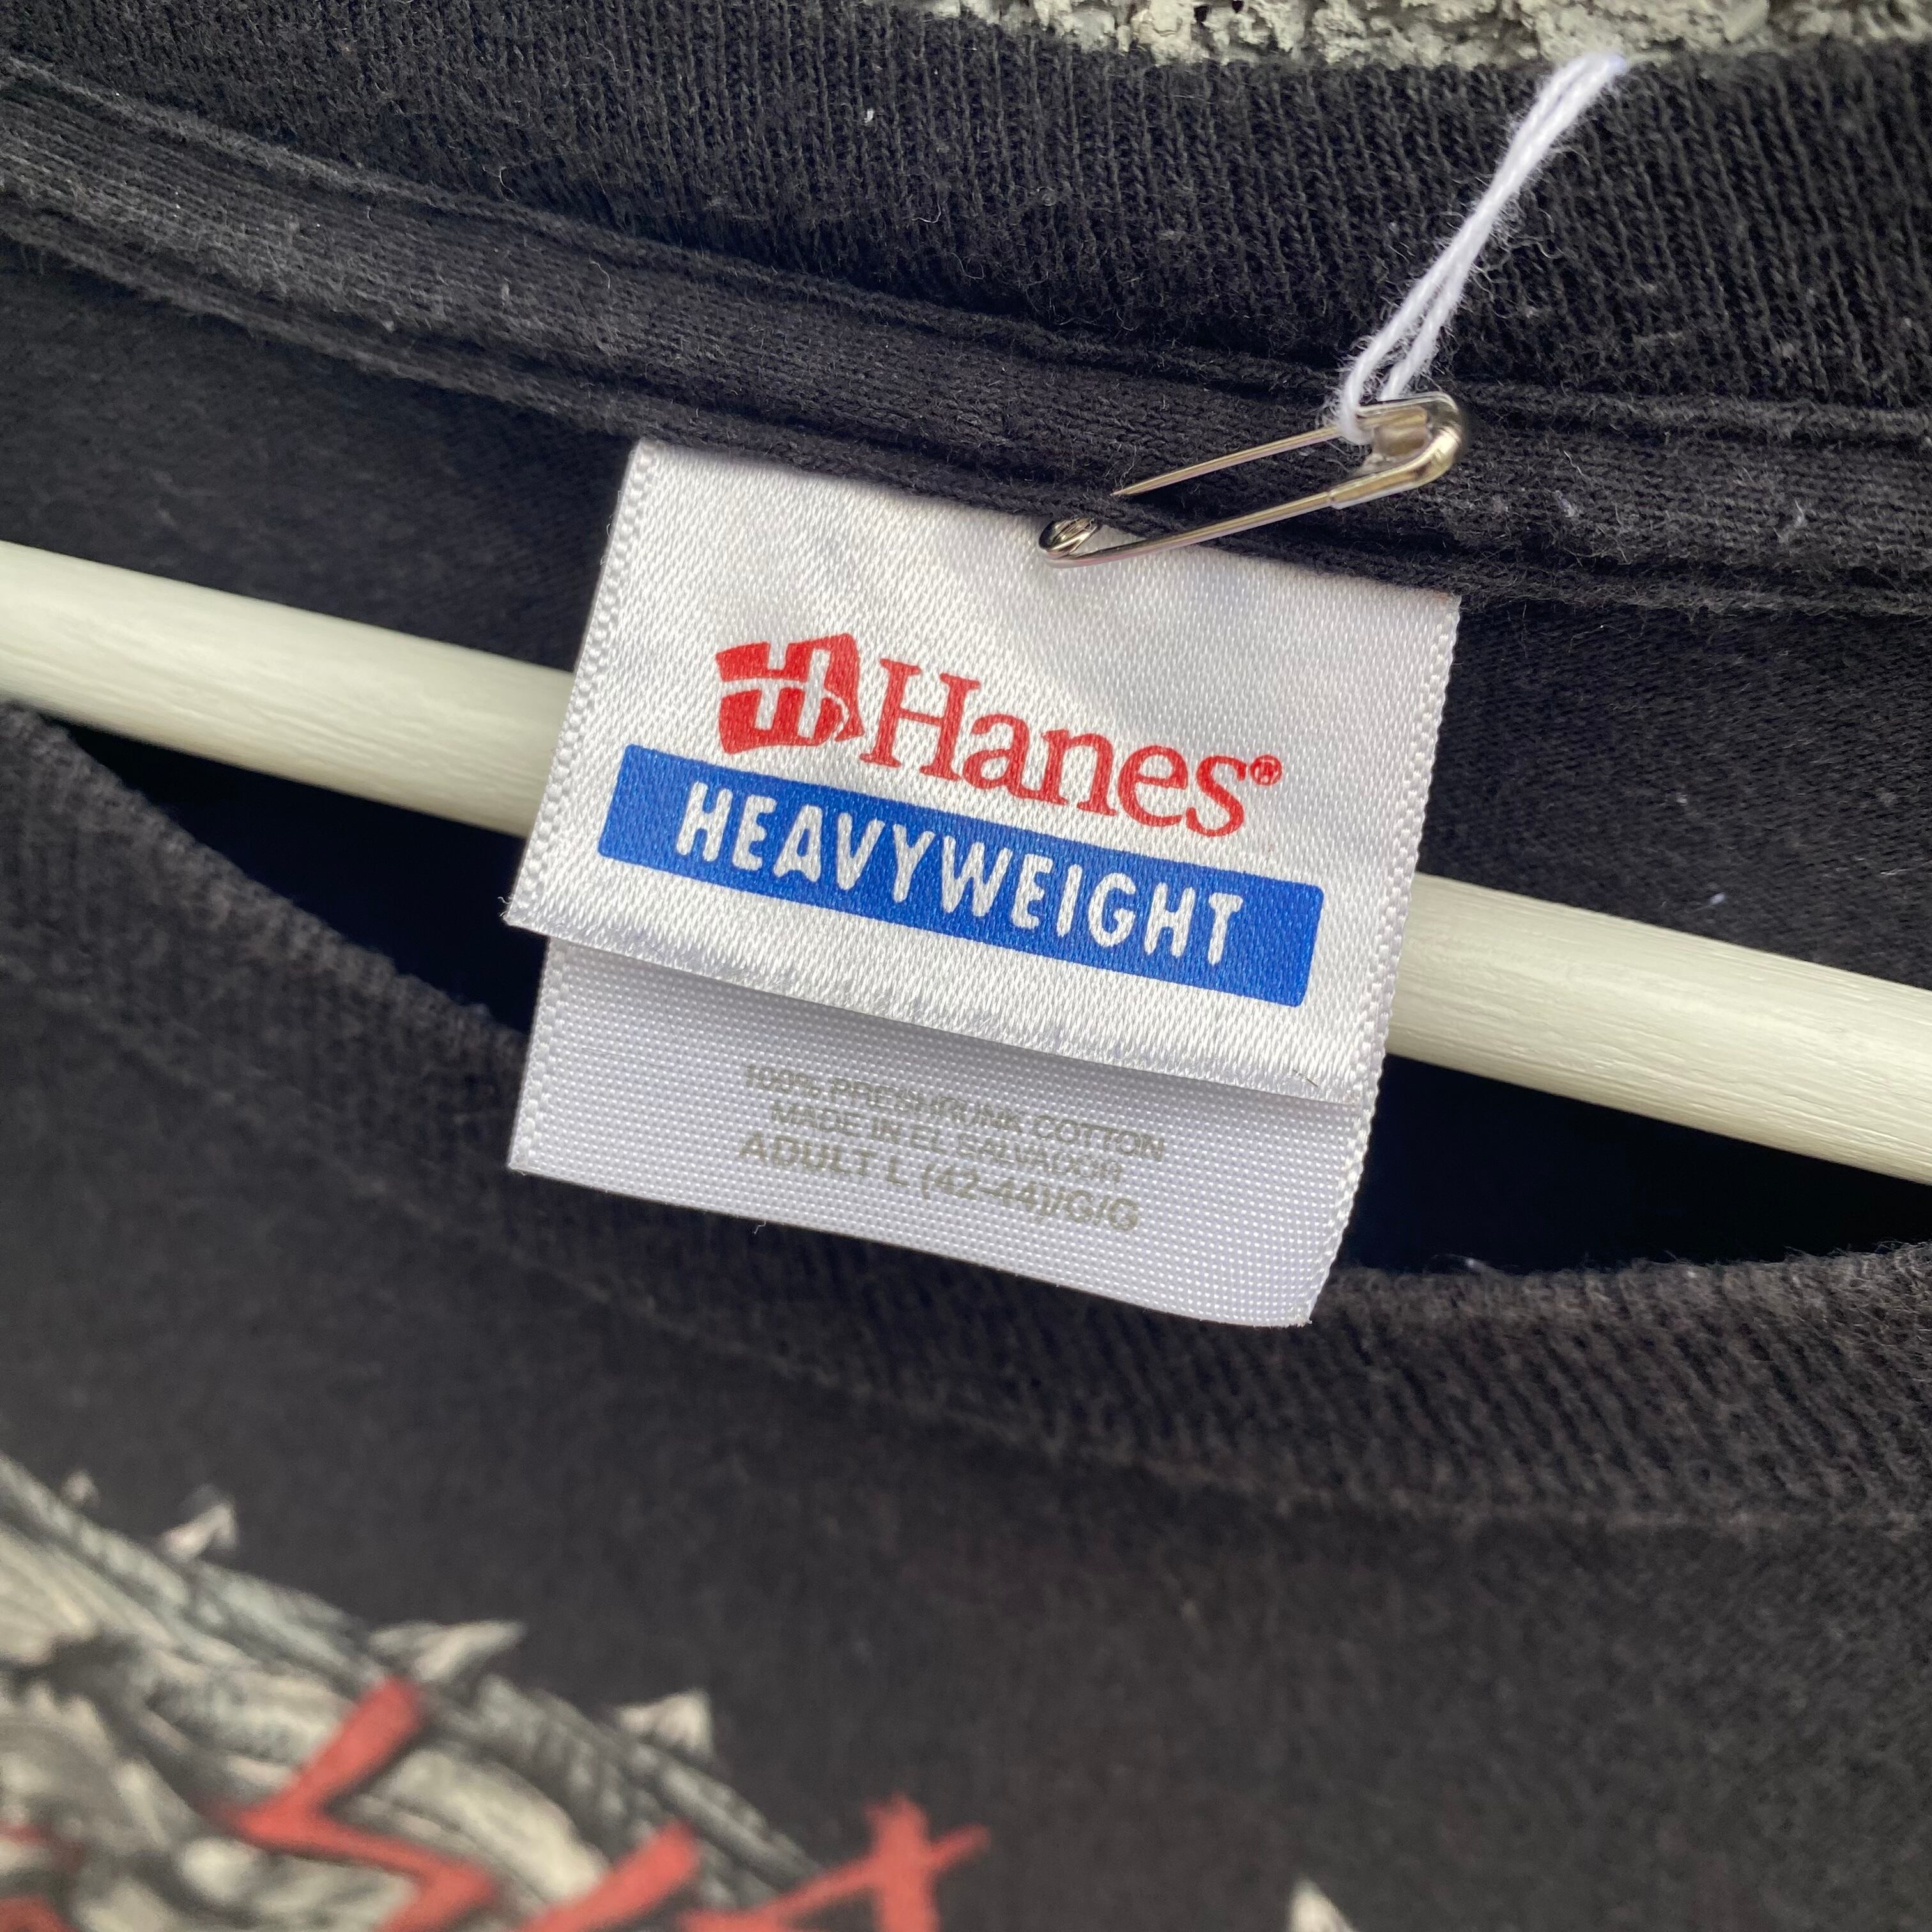 Hanes®
HEAVYWEIGHT
100% PRESHRUNK COTTON
MADE IN EL SALVADOR
ADULT L (42-44)/G/G